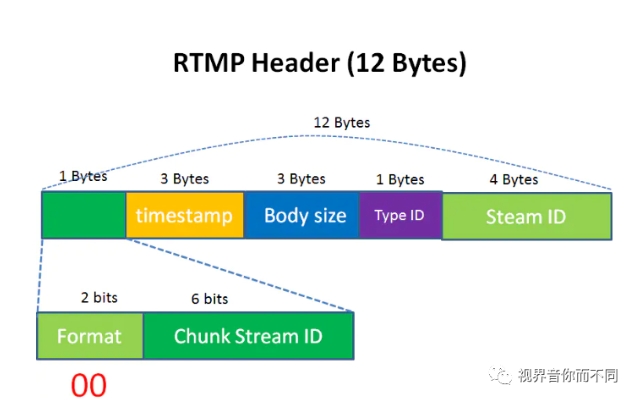 RTMP Header (12 Bytes)
12 Bytes
1 Bytes 3 Bytes 3 Bytes 1 Bytes 4 Bytes
timestamp Body size Type ID Steam ID
2 bits 6 bits
Format Chunk Stream ID
00
视界音你而不同